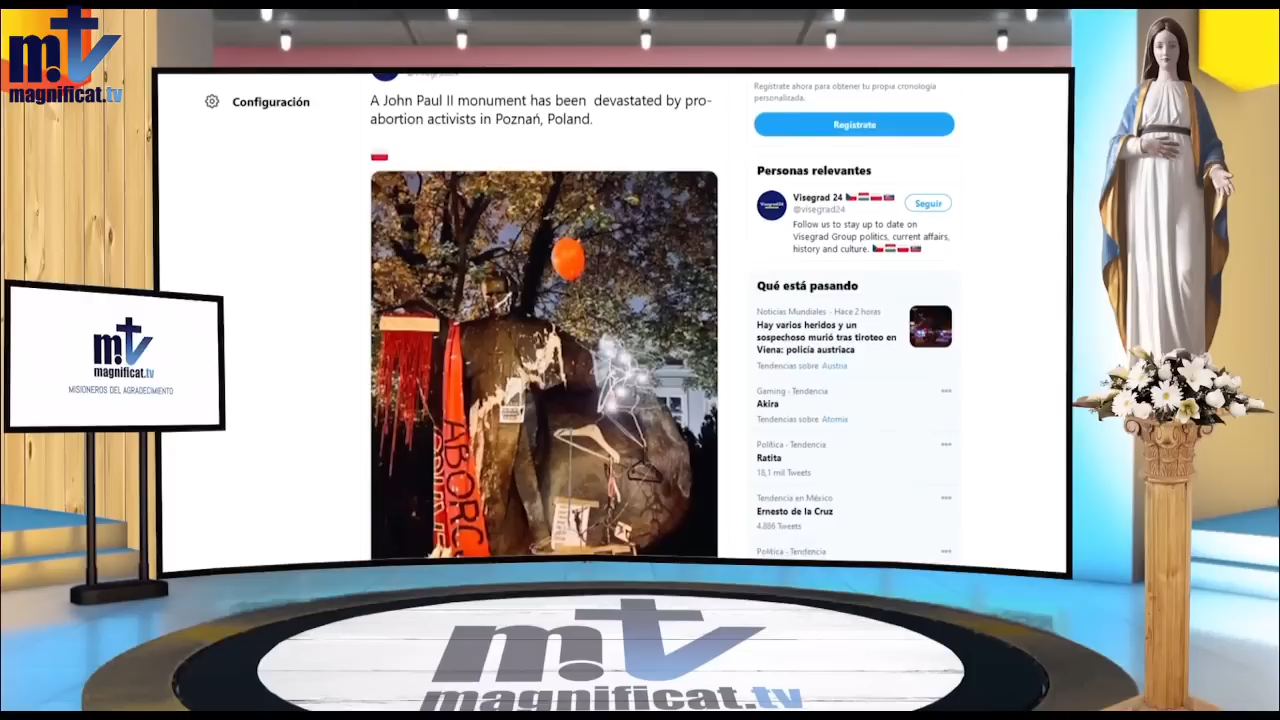 mtv
magnificat.tv
Configuración
A John Paul II monument has been devastated by pro-
abortion activists in Poznań, Poland.
ABORC
Regístrate ahora para obtener tu propia cronología
personalizada.
Regístrate
Personas relevantes
Visegrad 24
@visegrad24
Seguir
Follow us to stay up to date on
Visegrad Group politics, current affairs,
history and culture.
Qué está pasando
Noticias Mundiales · Hace 2 horas
Hay varios heridos y un
sospechoso murió tras tiroteo en
Viena: policía austriaca
Tendencias sobre Austria
Gaming · Tendencia
Akira
Tendencias sobre Atomix
Política · Tendencia
Ratita
18,1 mil Tweets
Tendencia en México
Ernesto de la Cruz
4.886 Tweets
Política · Tendencia
mtv
magnificat.tv
MISIONEROS DEL AGRADECIMIENTO
mtv
magnificat.tv